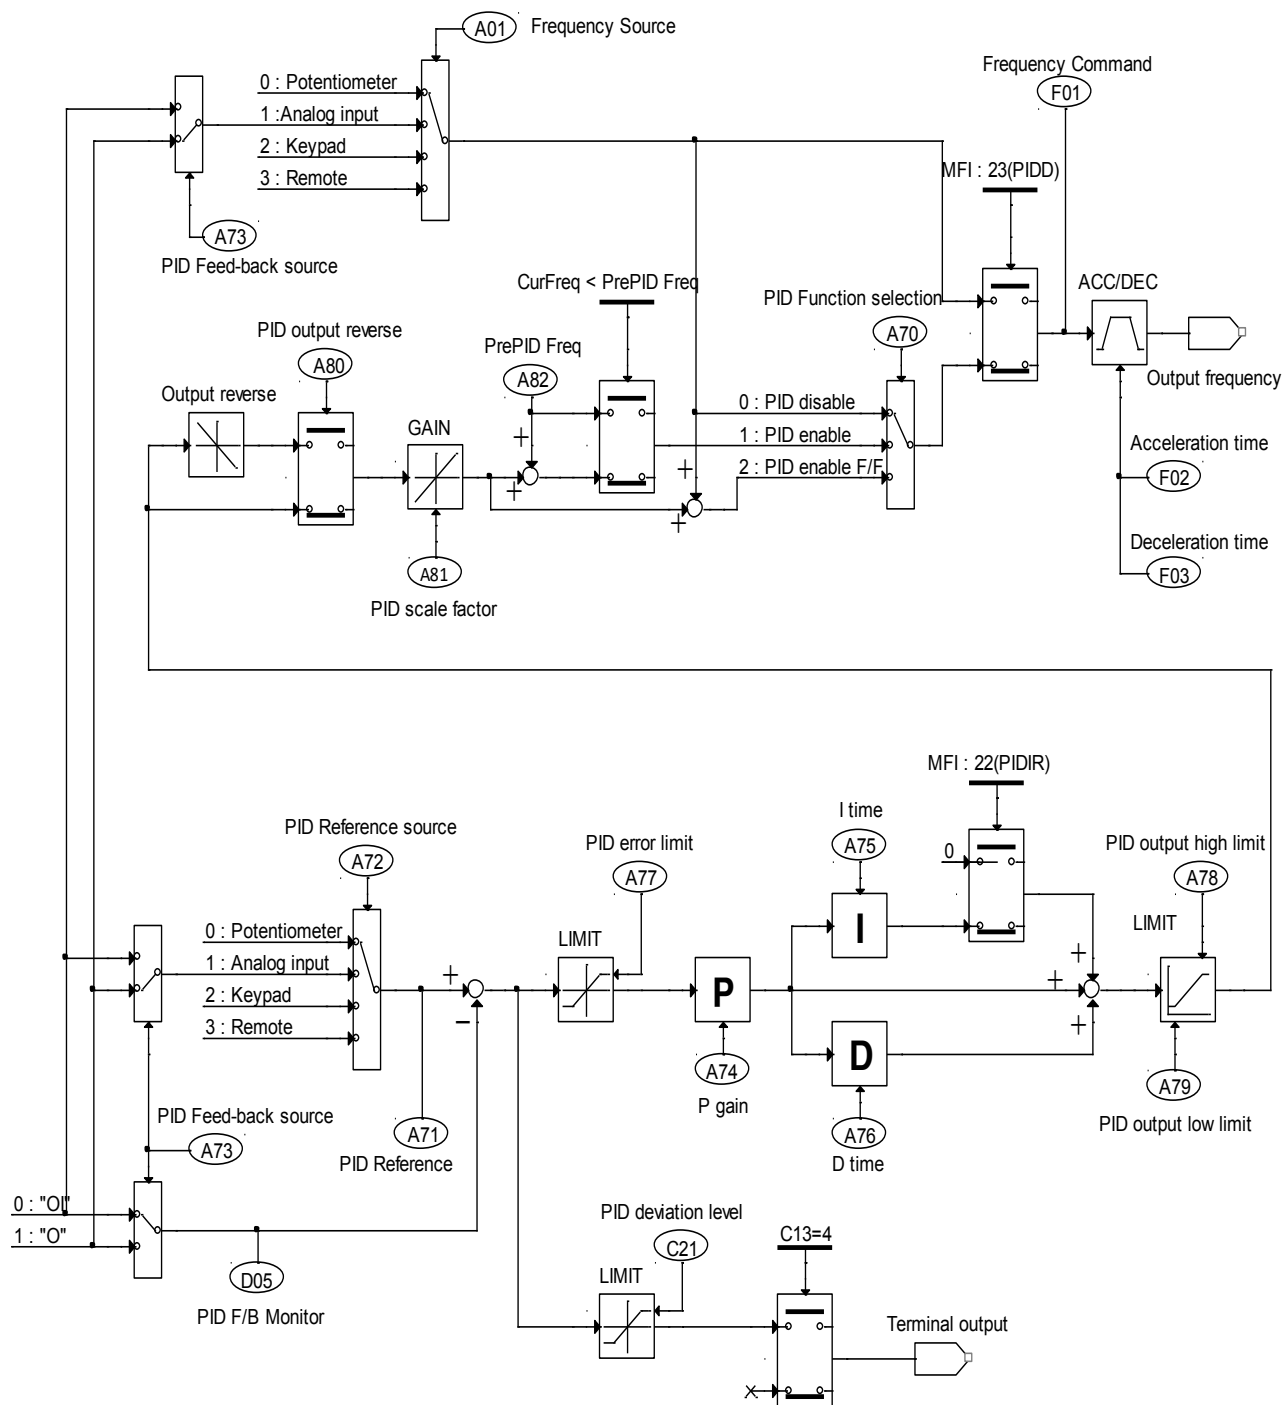 A01 Frequency Source
Frequency Command
F01
0 : Potentiometer
1 :Analog input
2 : Keypad
3 : Remote
MFI : 23(PIDD)
A73
PID Feed-back source
CurFreq < PrePID Freq
ACC/DEC
PID Function selection
A70
PID output reverse
A80
PrePID Freq
A82
Output frequency
Output reverse
0 : PID disable
GAIN
+
1 : PID enable
Acceleration time
+
2 : PID enable F/F
F02
+
+
Deceleration time
F03
A81
PID scale factor
MFI : 22(PIDIR)
I time
PID Reference source
PID error limit
A75
PID output high limit
A72
0
A77
A78
I
LIMIT
0 : Potentiometer
LIMIT
1 : Analog input
+
+
+
2 : Keypad
P
3 : Remote
−
+
D
A74
A79
P gain
PID Feed-back source
PID output low limit
A73
A71
A76
PID Reference
D time
0 : "OI"
PID deviation level
1 : "O"
C21
C13=4
D05
LIMIT
PID F/B Monitor
Terminal output